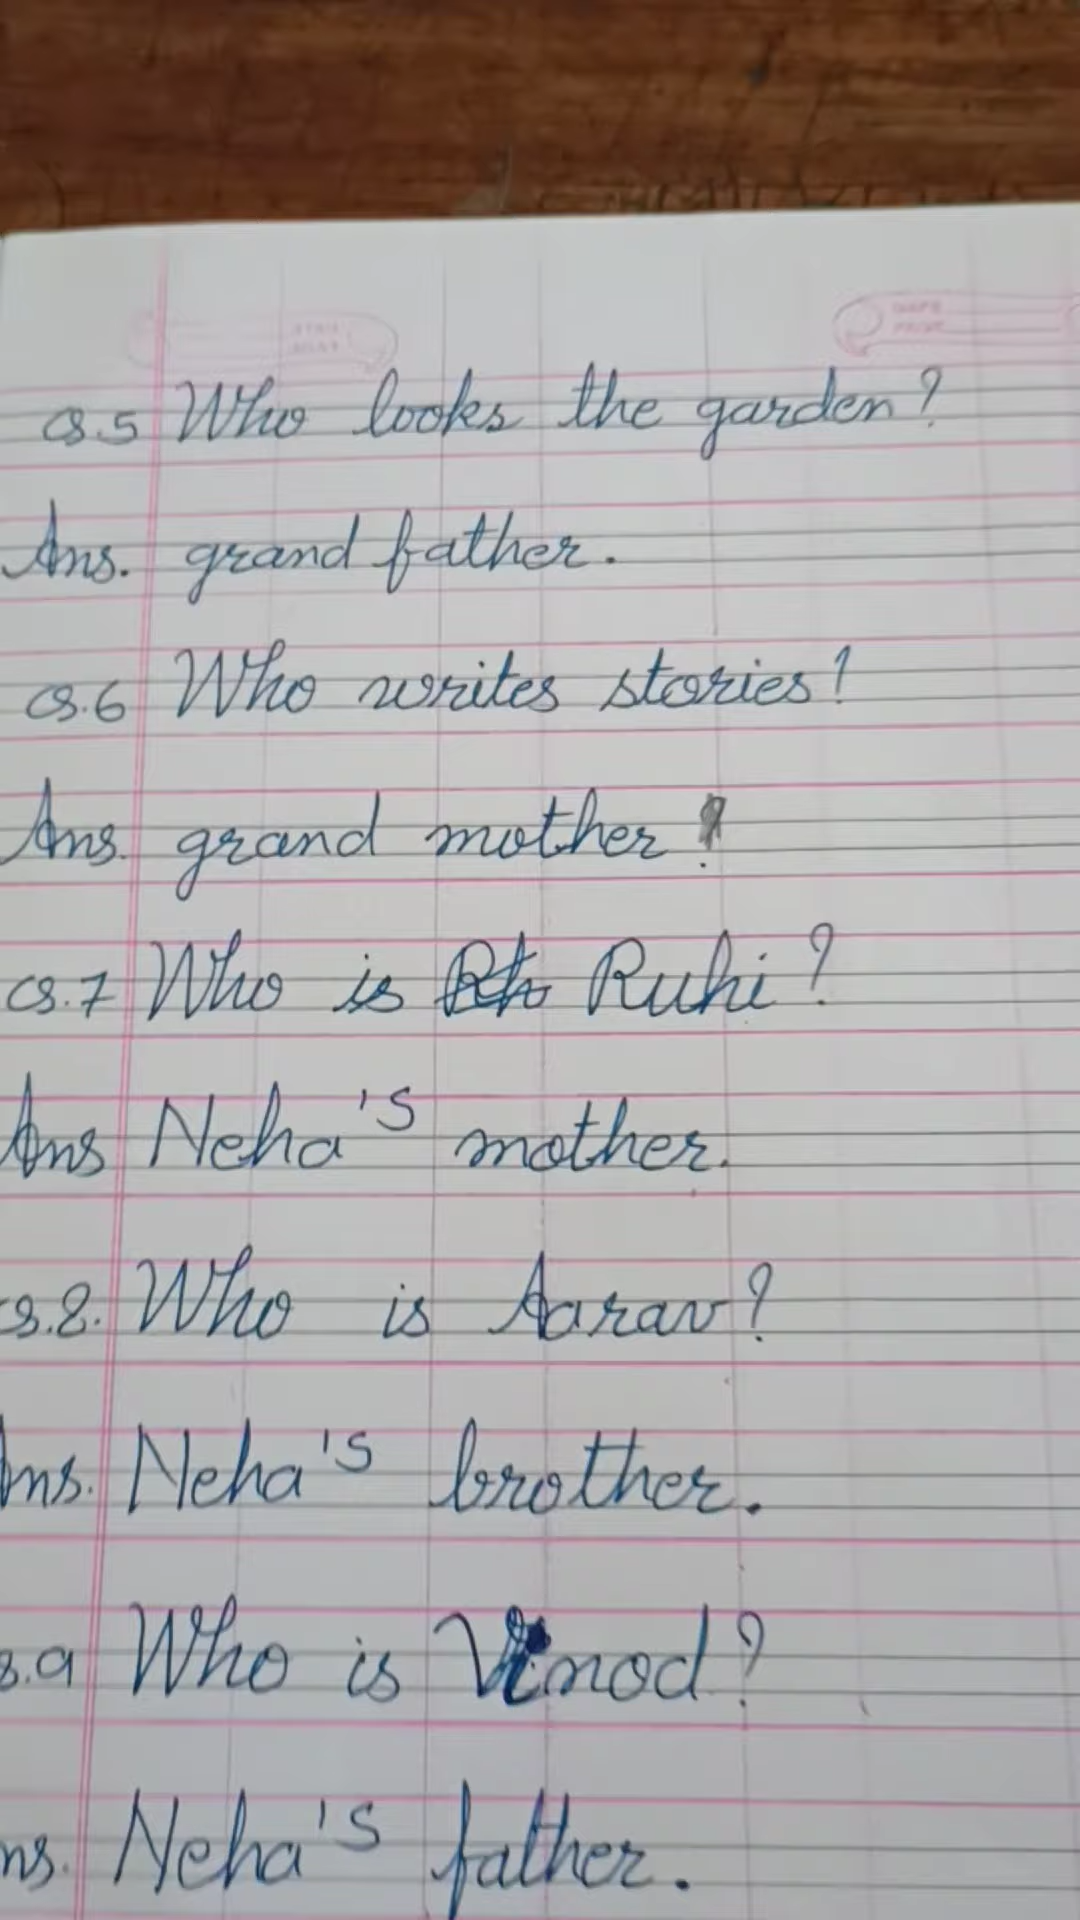 Q.5 Who looks the garden?
Ans. grand father.
Q.6 Who writes stories!
Ans. grand mother
Q.7 Who is Ruhi?
Ans Neha's mother.
Q.8. Who is Aarav?
Ans. Neha's brother.
Q.9 Who is Vinod?
Ans. Neha's father.